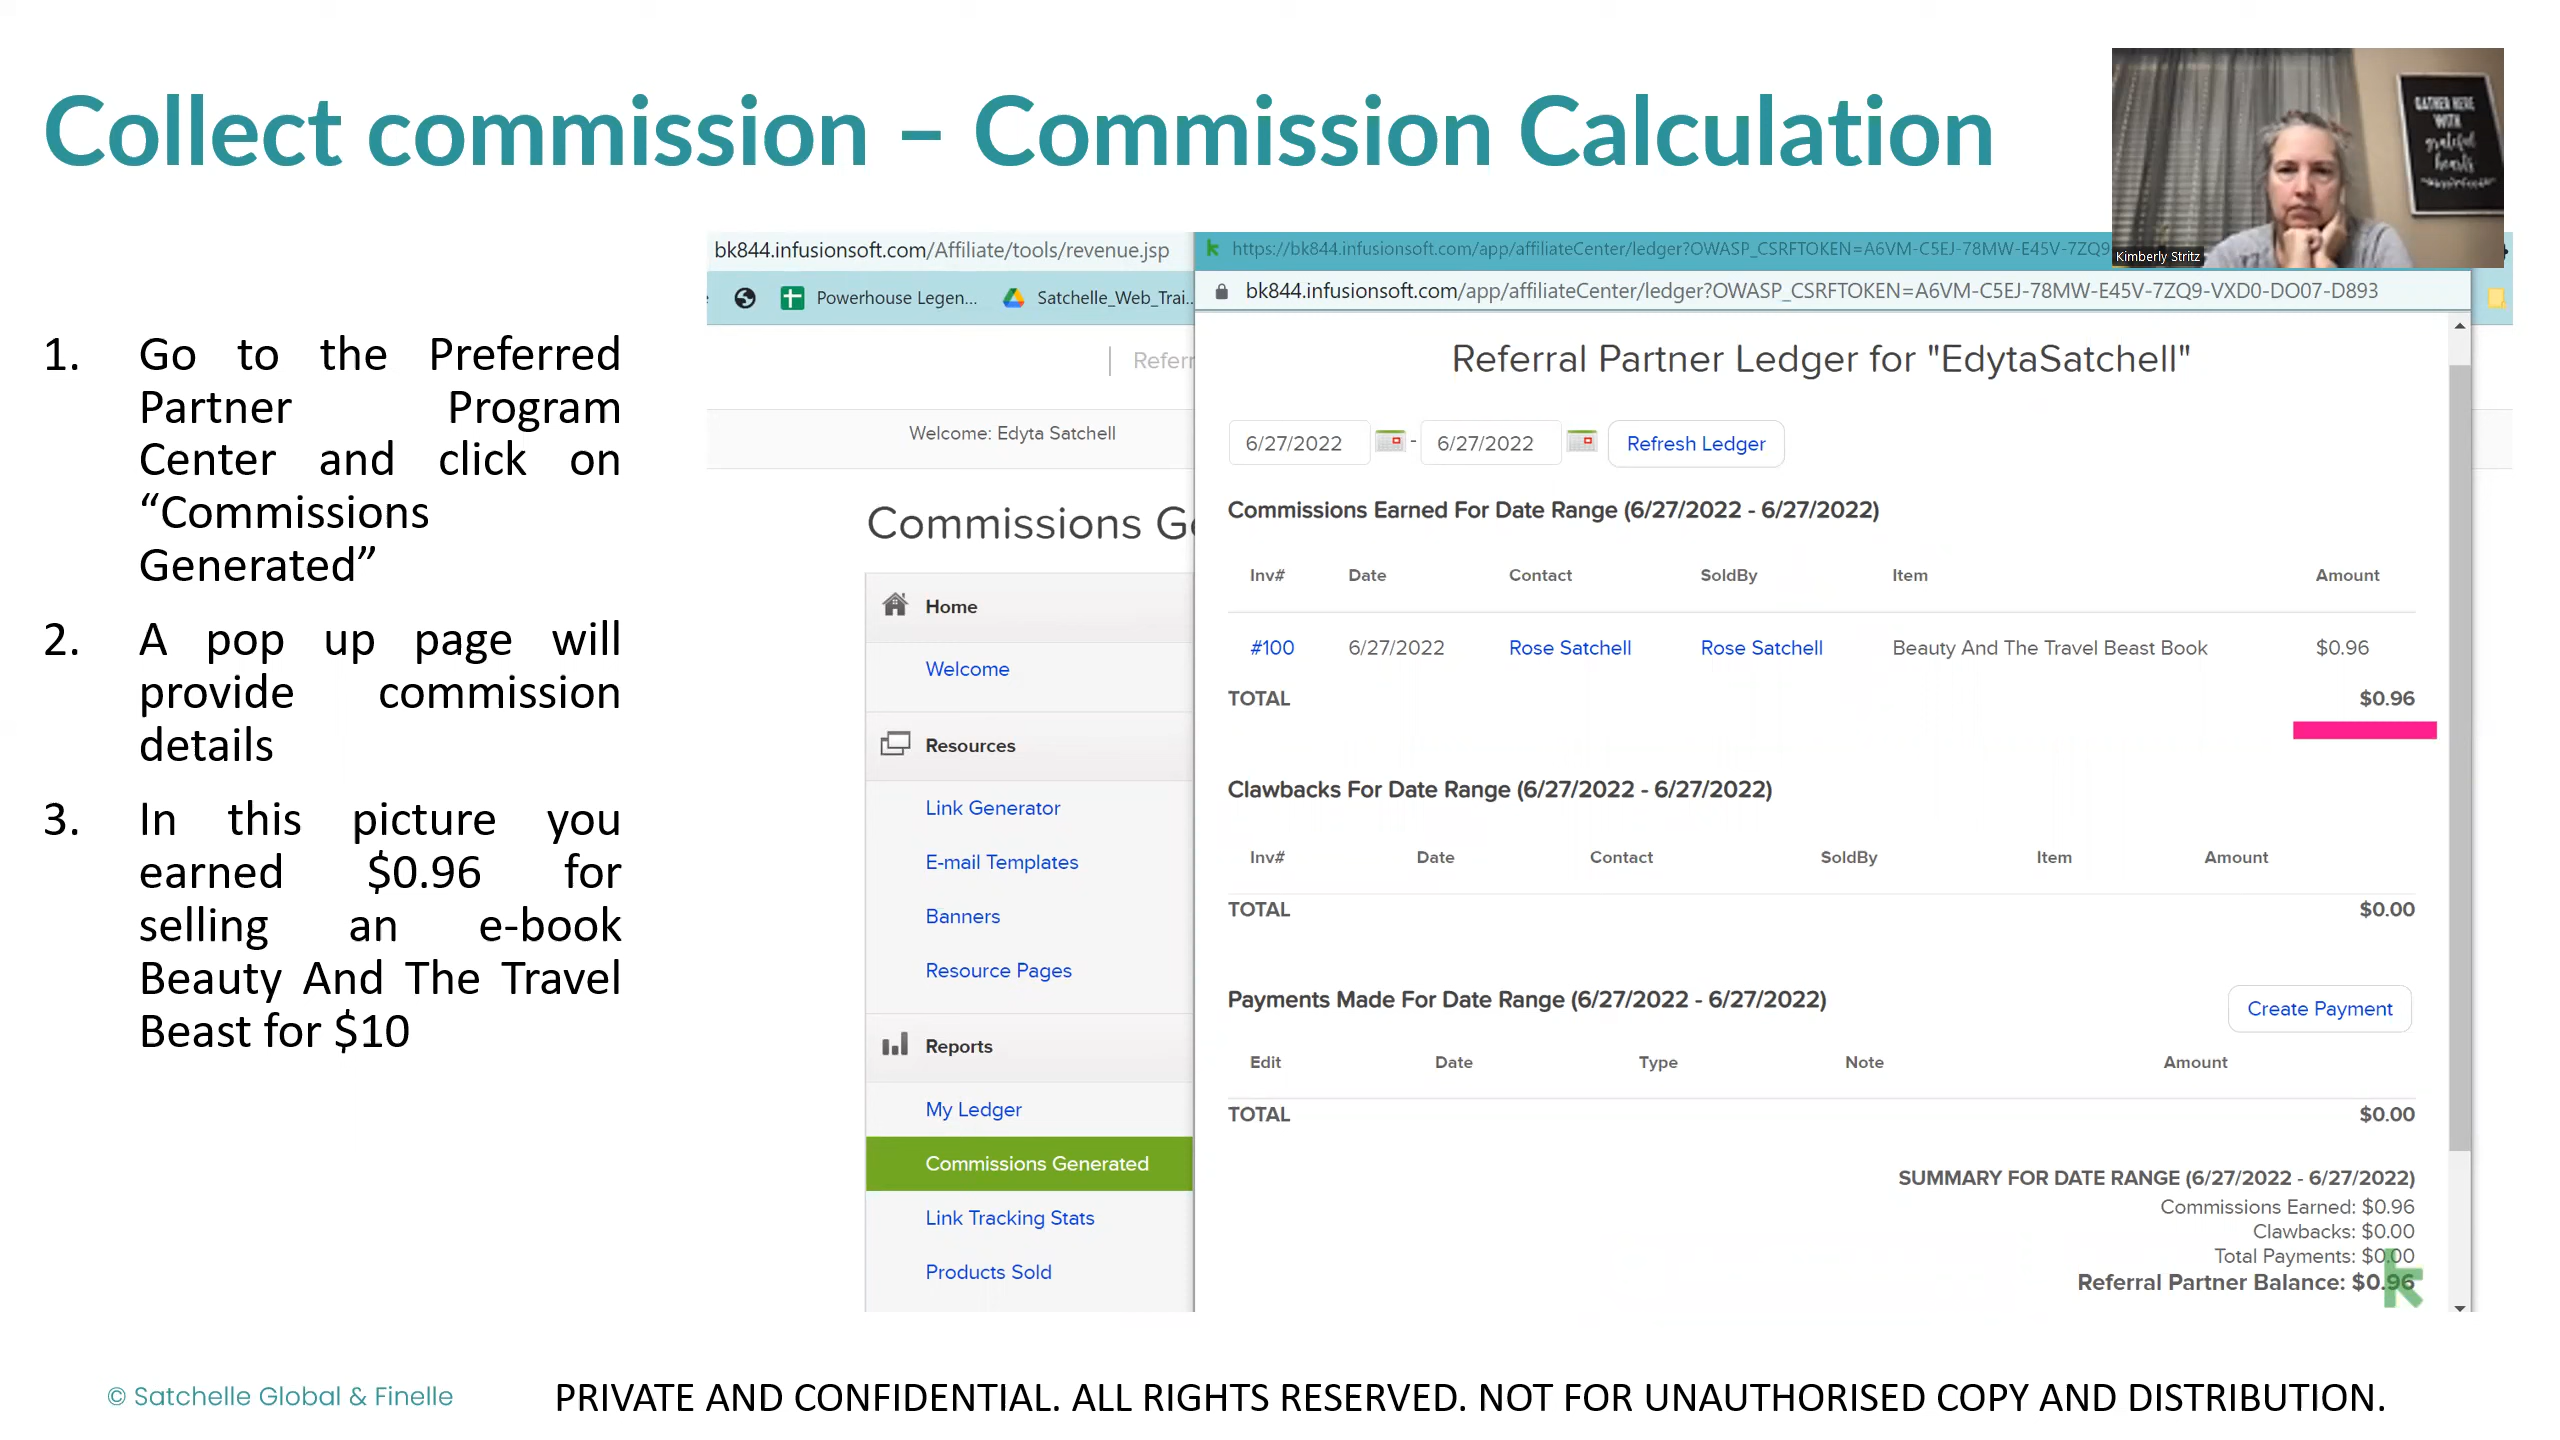 Collect commission – Commission Calculation
GATHER HERE
WITH
grateful
hearts
Kimberly Stritz
1. Go to the Preferred
Partner Program
Center and click on
“Commissions
Generated”
2. A pop up page will
provide commission
details
3. In this picture you
earned $0.96 for
selling an e-book
Beauty And The Travel
Beast for $10
bk844.infusionsoft.com/Affiliate/tools/revenue.jsp
Powerhouse Legen... Satchelle_Web_Trai...
Referr
Welcome: Edyta Satchell
Commissions Ge
Home
Welcome
Resources
Link Generator
E-mail Templates
Banners
Resource Pages
Reports
My Ledger
Commissions Generated
Link Tracking Stats
Products Sold
https://bk844.infusionsoft.com/app/affiliateCenter/ledger?OWASP_CSRFTOKEN=A6VM-C5EJ-78MW-E45V-7ZQ9
bk844.infusionsoft.com/app/affiliateCenter/ledger?OWASP_CSRFTOKEN=A6VM-C5EJ-78MW-E45V-7ZQ9-VXD0-DO07-D893
Referral Partner Ledger for "EdytaSatchell"
6/27/2022 - 6/27/2022 Refresh Ledger
Commissions Earned For Date Range (6/27/2022 - 6/27/2022)
Inv# Date Contact SoldBy Item Amount
#100 6/27/2022 Rose Satchell Rose Satchell Beauty And The Travel Beast Book $0.96
TOTAL $0.96
Clawbacks For Date Range (6/27/2022 - 6/27/2022)
Inv# Date Contact SoldBy Item Amount
TOTAL $0.00
Payments Made For Date Range (6/27/2022 - 6/27/2022) Create Payment
Edit Date Type Note Amount
TOTAL $0.00
SUMMARY FOR DATE RANGE (6/27/2022 - 6/27/2022)
Commissions Earned: $0.96
Clawbacks: $0.00
Total Payments: $0.00
Referral Partner Balance: $0.96
© Satchelle Global & Finelle
PRIVATE AND CONFIDENTIAL. ALL RIGHTS RESERVED. NOT FOR UNAUTHORISED COPY AND DISTRIBUTION.